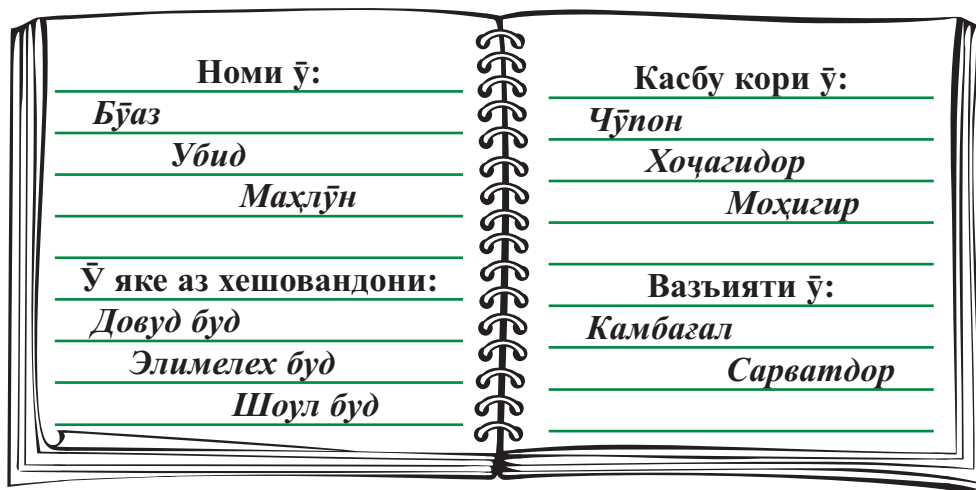 Номи ӯ:
Бӯаз
Убид
Маҳлӯн
Ӯ яке аз хешовандони:
Довуд буд
Элимелех буд
Шоул буд
Касбу кори ӯ:
Чӯпон
Хоҷагидор
Моҳигир
Вазъияти ӯ:
Камбағал
Сарватдор